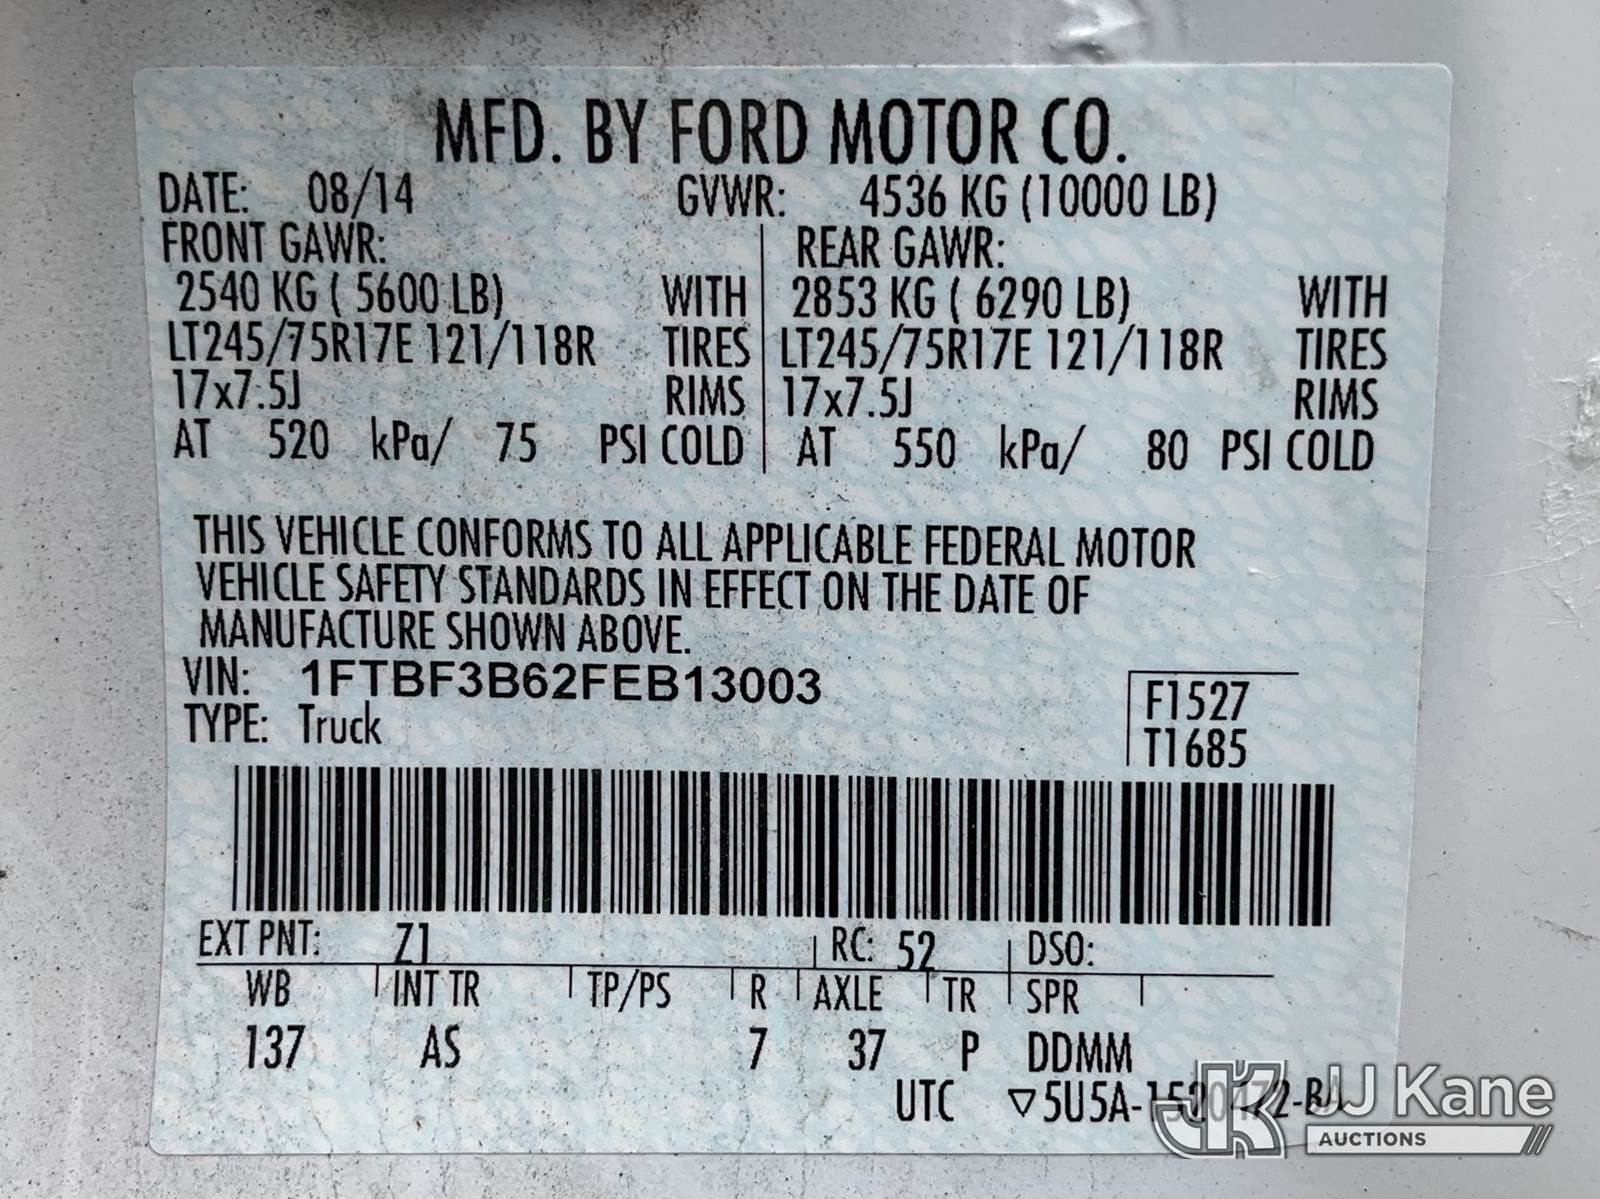 MFD. BY FORD MOTOR CO.
DATE: 08/14 GVWR: 4536 KG (10000 LB)
FRONT GAWR: REAR GAWR:
2540 KG ( 5600 LB) WITH 2853 KG ( 6290 LB) WITH
LT245/75R17E 121/118R TIRES LT245/75R17E 121/118R TIRES
17x7.5J RIMS 17x7.5J RIMS
AT 520 kPa/ 75 PSI COLD AT 550 kPa/ 80 PSI COLD
THIS VEHICLE CONFORMS TO ALL APPLICABLE FEDERAL MOTOR
VEHICLE SAFETY STANDARDS IN EFFECT ON THE DATE OF
MANUFACTURE SHOWN ABOVE.
VIN: 1FTBF3B62FEB13003
TYPE: Truck
F1527
T1685
EXT PNT: Z1 RC: 52 DSO:
WB INT TR TP/PS R AXLE TR SPR
137 AS 7 37 P DDMM
UTC ▽5U5A-1520472-BA
JK JJ Kane
AUCTIONS